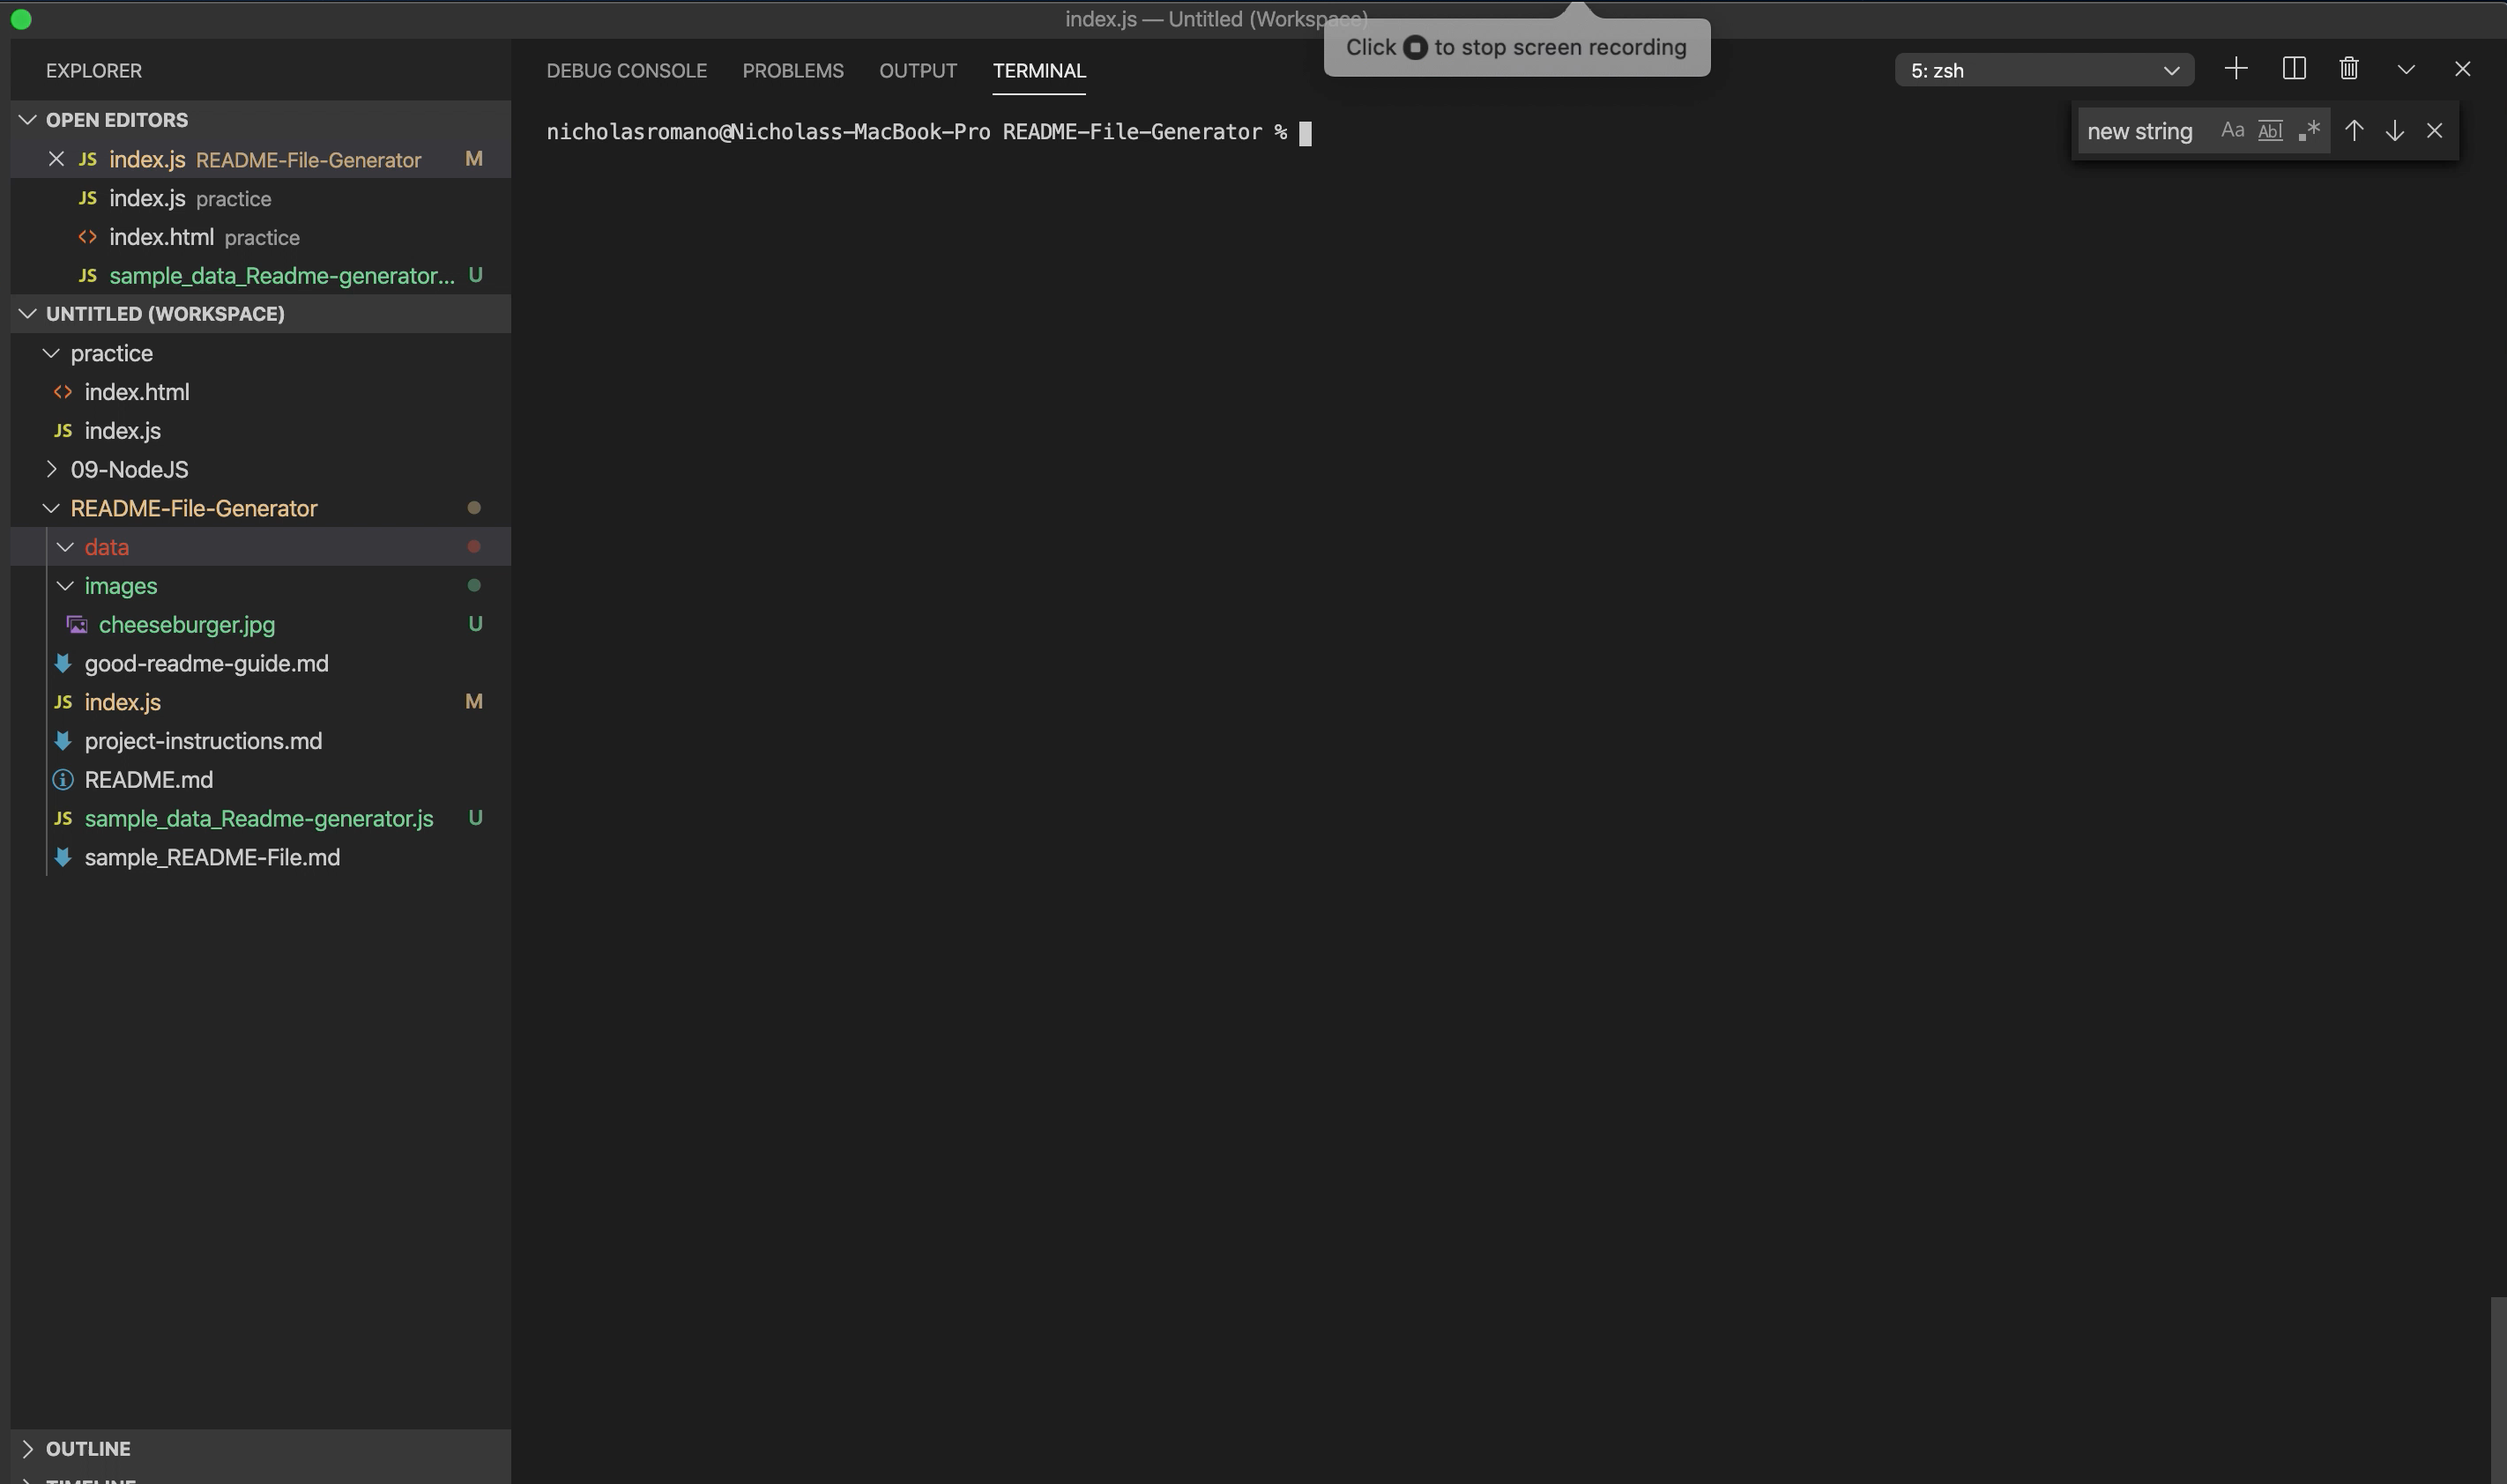 index.js — Untitled (Workspace)
Click to stop screen recording
EXPLORER
OPEN EDITORS
JS index.js README-File-Generator M
JS index.js practice
<> index.html practice
JS sample_data_Readme-generator... U
UNTITLED (WORKSPACE)
practice
<> index.html
JS index.js
09-NodeJS
README-File-Generator
data
images
cheeseburger.jpg U
good-readme-guide.md
JS index.js M
project-instructions.md
README.md
JS sample_data_Readme-generator.js U
sample_README-File.md
OUTLINE
TIMELINE
DEBUG CONSOLE PROBLEMS OUTPUT TERMINAL
5: zsh
new string Aa Abl .*
nicholasromano@Nicholass-MacBook-Pro README-File-Generator %